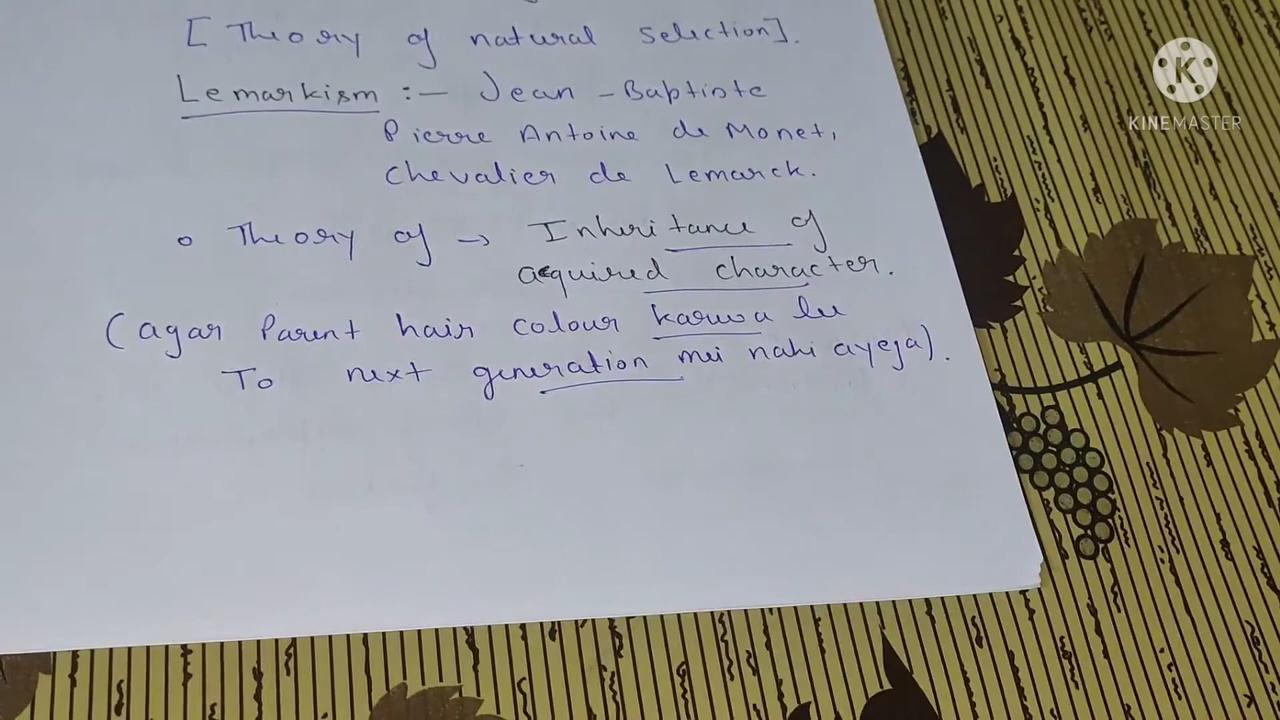 [Theory of natural selection].
Lemarkism :- Jean - Baptiste
Pierre Antoine de Monet,
Chevalier de Lemarck.
Theory of → Inheritance of
acquired character.
(agar Parent hair colour karwa le
To next generation mei nahi ayega).
K
KINEMASTER